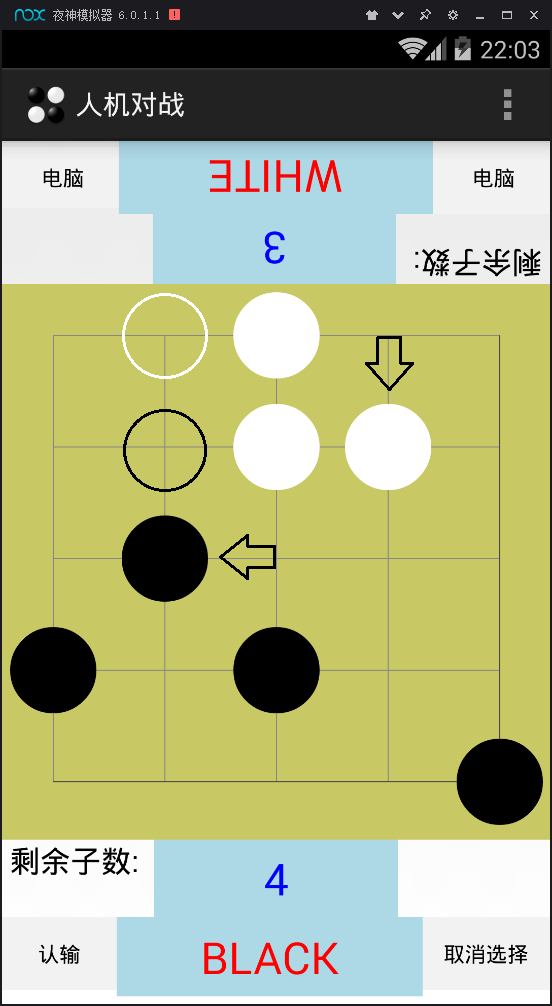 nox 夜神模拟器 6.0.1.1
22:03
人机对战
电脑 WHITE 电脑
3 剩余子数:
剩余子数: 4
认输 BLACK 取消选择